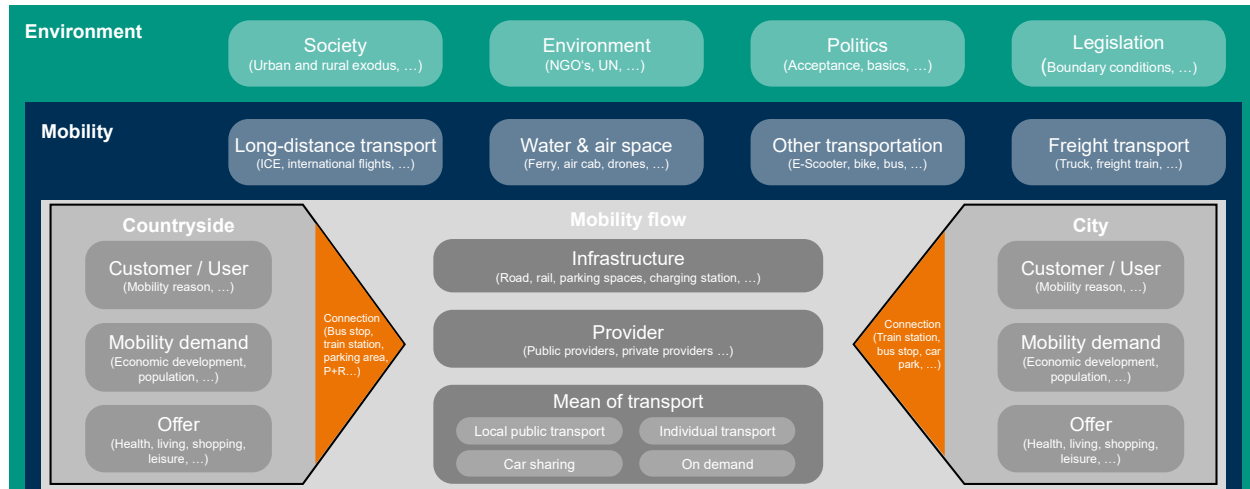 Environment
Society
(Urban and rural exodus, …)
Environment
(NGO's, UN, …)
Politics
(Acceptance, basics, …)
Legislation
(Boundary conditions, …)
Mobility
Long-distance transport
(ICE, international flights, …)
Water & air space
(Ferry, air cab, drones, …)
Other transportation
(E-Scooter, bike, bus, …)
Freight transport
(Truck, freight train, …)
Countryside
Customer / User
(Mobility reason, …)
Mobility demand
(Economic development,
population, …)
Offer
(Health, living, shopping,
leisure, …)
Connection
(Bus stop,
train station,
parking area,
P+R…)
Mobility flow
Infrastructure
(Road, rail, parking spaces, charging station, …)
Provider
(Public providers, private providers …)
Mean of transport
Local public transport
Individual transport
Car sharing
On demand
Connection
(Train station,
bus stop, car
park, …)
City
Customer / User
(Mobility reason, …)
Mobility demand
(Economic development,
population, …)
Offer
(Health, living, shopping,
leisure, …)